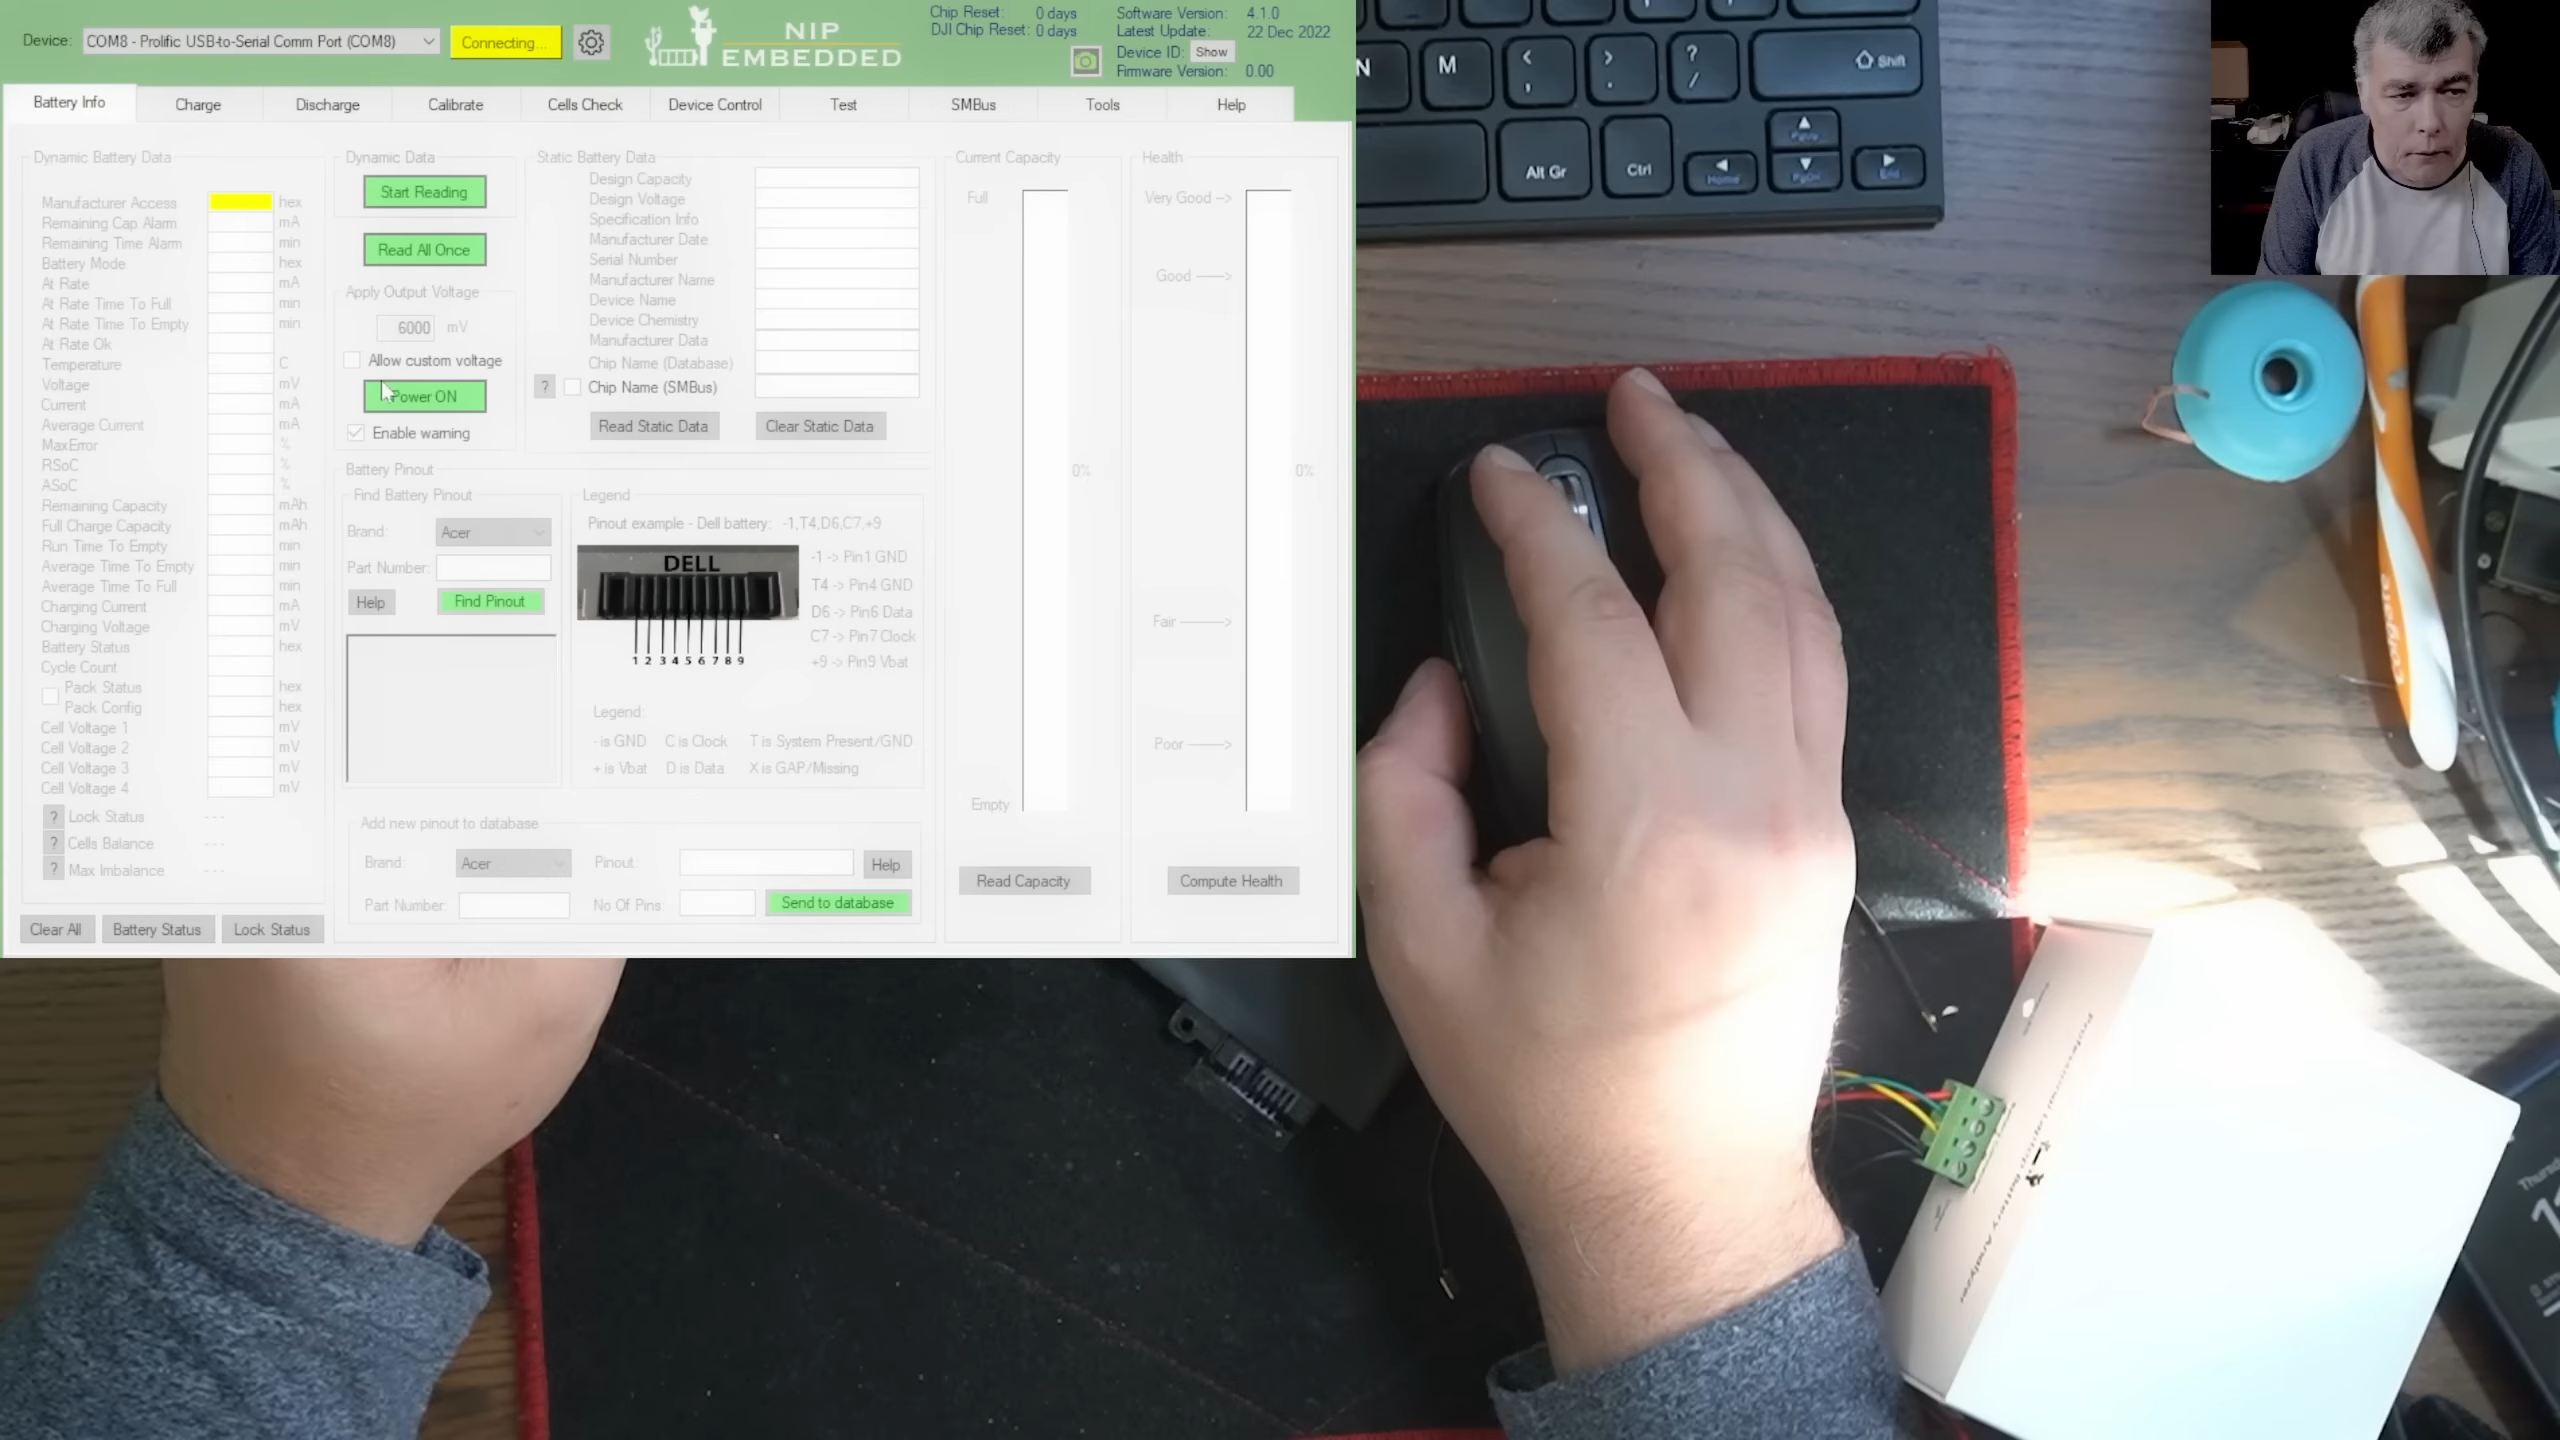 Device:
COM8 - Prolific USB-to-Serial Comm Port (COM8)
Connecting...
NIP
EMBEDDED
Chip Reset: 0 days
DJI Chip Reset: 0 days
Software Version: 4.1.0
Latest Update: 22 Dec 2022
Device ID: Show
Firmware Version: 0.00
Battery Info
Charge
Discharge
Calibrate
Cells Check
Device Control
Test
SMBus
Tools
Help
Dynamic Battery Data
Manufacturer Access hex
Remaining Cap Alarm mA
Remaining Time Alarm min
Battery Mode hex
At Rate mA
At Rate Time To Full min
At Rate Time To Empty min
At Rate Ok
Temperature C
Voltage mV
Current mA
Average Current mA
MaxError %
RSoC %
ASoC %
Remaining Capacity mAh
Full Charge Capacity mAh
Run Time To Empty min
Average Time To Empty min
Average Time To Full min
Charging Current mA
Charging Voltage mV
Battery Status hex
Cycle Count
Pack Status hex
Pack Config hex
Cell Voltage 1 mV
Cell Voltage 2 mV
Cell Voltage 3 mV
Cell Voltage 4 mV
? Lock Status ---
? Cells Balance ---
? Max Imbalance ---
Clear All
Battery Status
Lock Status
Dynamic Data
Start Reading
Read All Once
Apply Output Voltage
6000 mV
Allow custom voltage
Power ON
Enable warning
Static Battery Data
Design Capacity
Design Voltage
Specification Info
Manufacturer Date
Serial Number
Manufacturer Name
Device Name
Device Chemistry
Manufacturer Data
Chip Name (Database)
? Chip Name (SMBus)
Read Static Data
Clear Static Data
Battery Pinout
Find Battery Pinout
Brand: Acer
Part Number:
Help
Find Pinout
Legend
Pinout example - Dell battery: -1,T4,D6,C7,+9
DELL
1 2 3 4 5 6 7 8 9
-1 -> Pin1 GND
T4 -> Pin4 GND
D6 -> Pin6 Data
C7 -> Pin7 Clock
+9 -> Pin9 Vbat
Legend:
- is GND C is Clock T is System Present/GND
+ is Vbat D is Data X is GAP/Missing
Add new pinout to database
Brand: Acer
Pinout:
Help
Part Number:
No Of Pins:
Send to database
Current Capacity
Full
0%
Empty
Read Capacity
Health
Very Good -->
Good --->
0%
Fair --->
Poor --->
Compute Health
N
M
<
,
>
.
?
/
Shift
Alt Gr
Ctrl
PgUp
Home
PgDn
End
Colgate
Professional Laptop Battery Analyzer